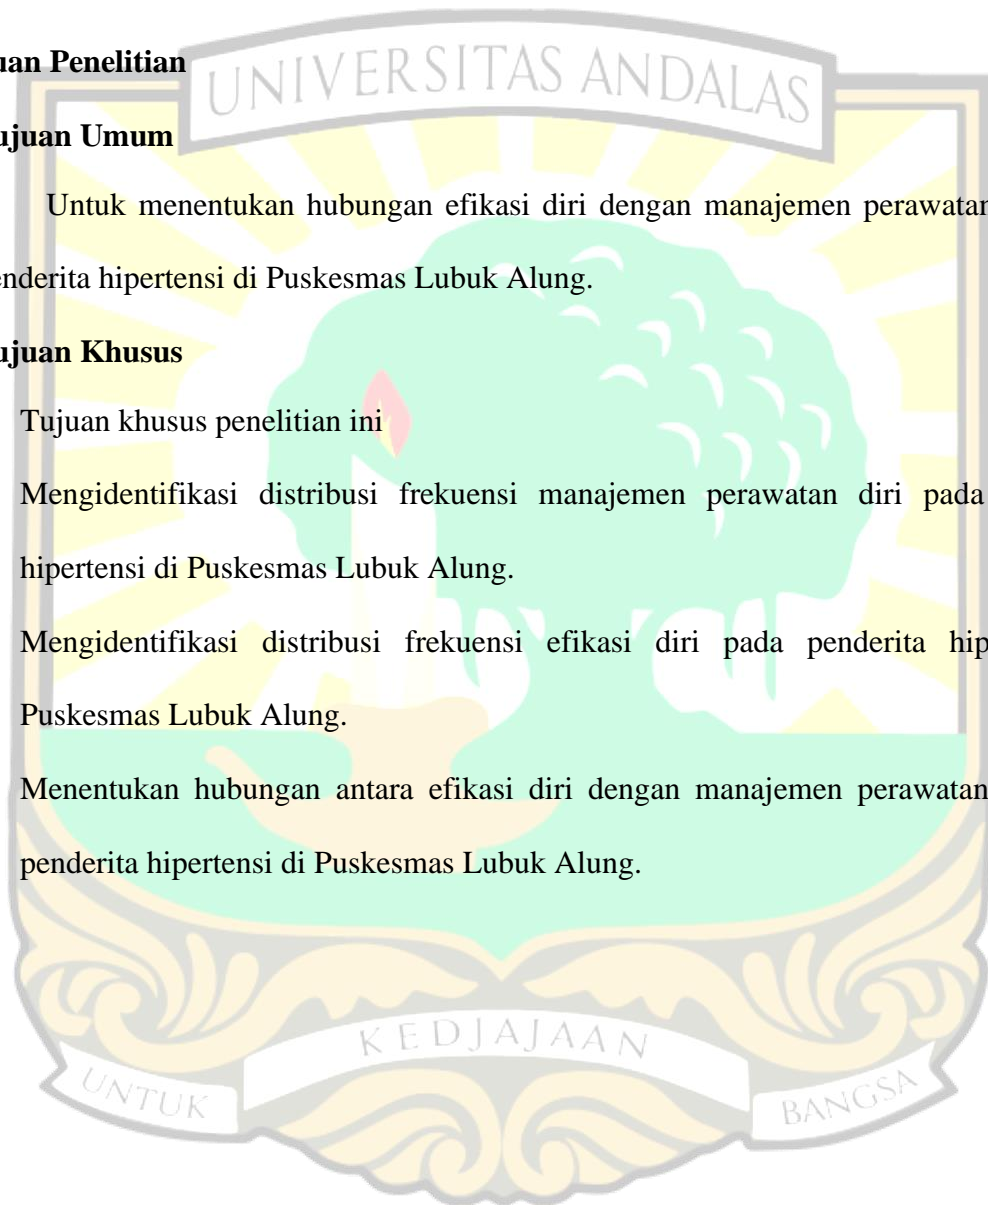 UNIVERSITAS ANDALAS
uan Penelitian
ujuan Umum
Untuk menentukan hubungan efikasi diri dengan manajemen perawatan
enderita hipertensi di Puskesmas Lubuk Alung.
ujuan Khusus
Tujuan khusus penelitian ini
Mengidentifikasi distribusi frekuensi manajemen perawatan diri pada
hipertensi di Puskesmas Lubuk Alung.
Mengidentifikasi distribusi frekuensi efikasi diri pada penderita hip
Puskesmas Lubuk Alung.
Menentukan hubungan antara efikasi diri dengan manajemen perawatan
penderita hipertensi di Puskesmas Lubuk Alung.
UNTUK KEDJAJAAN BANGSA